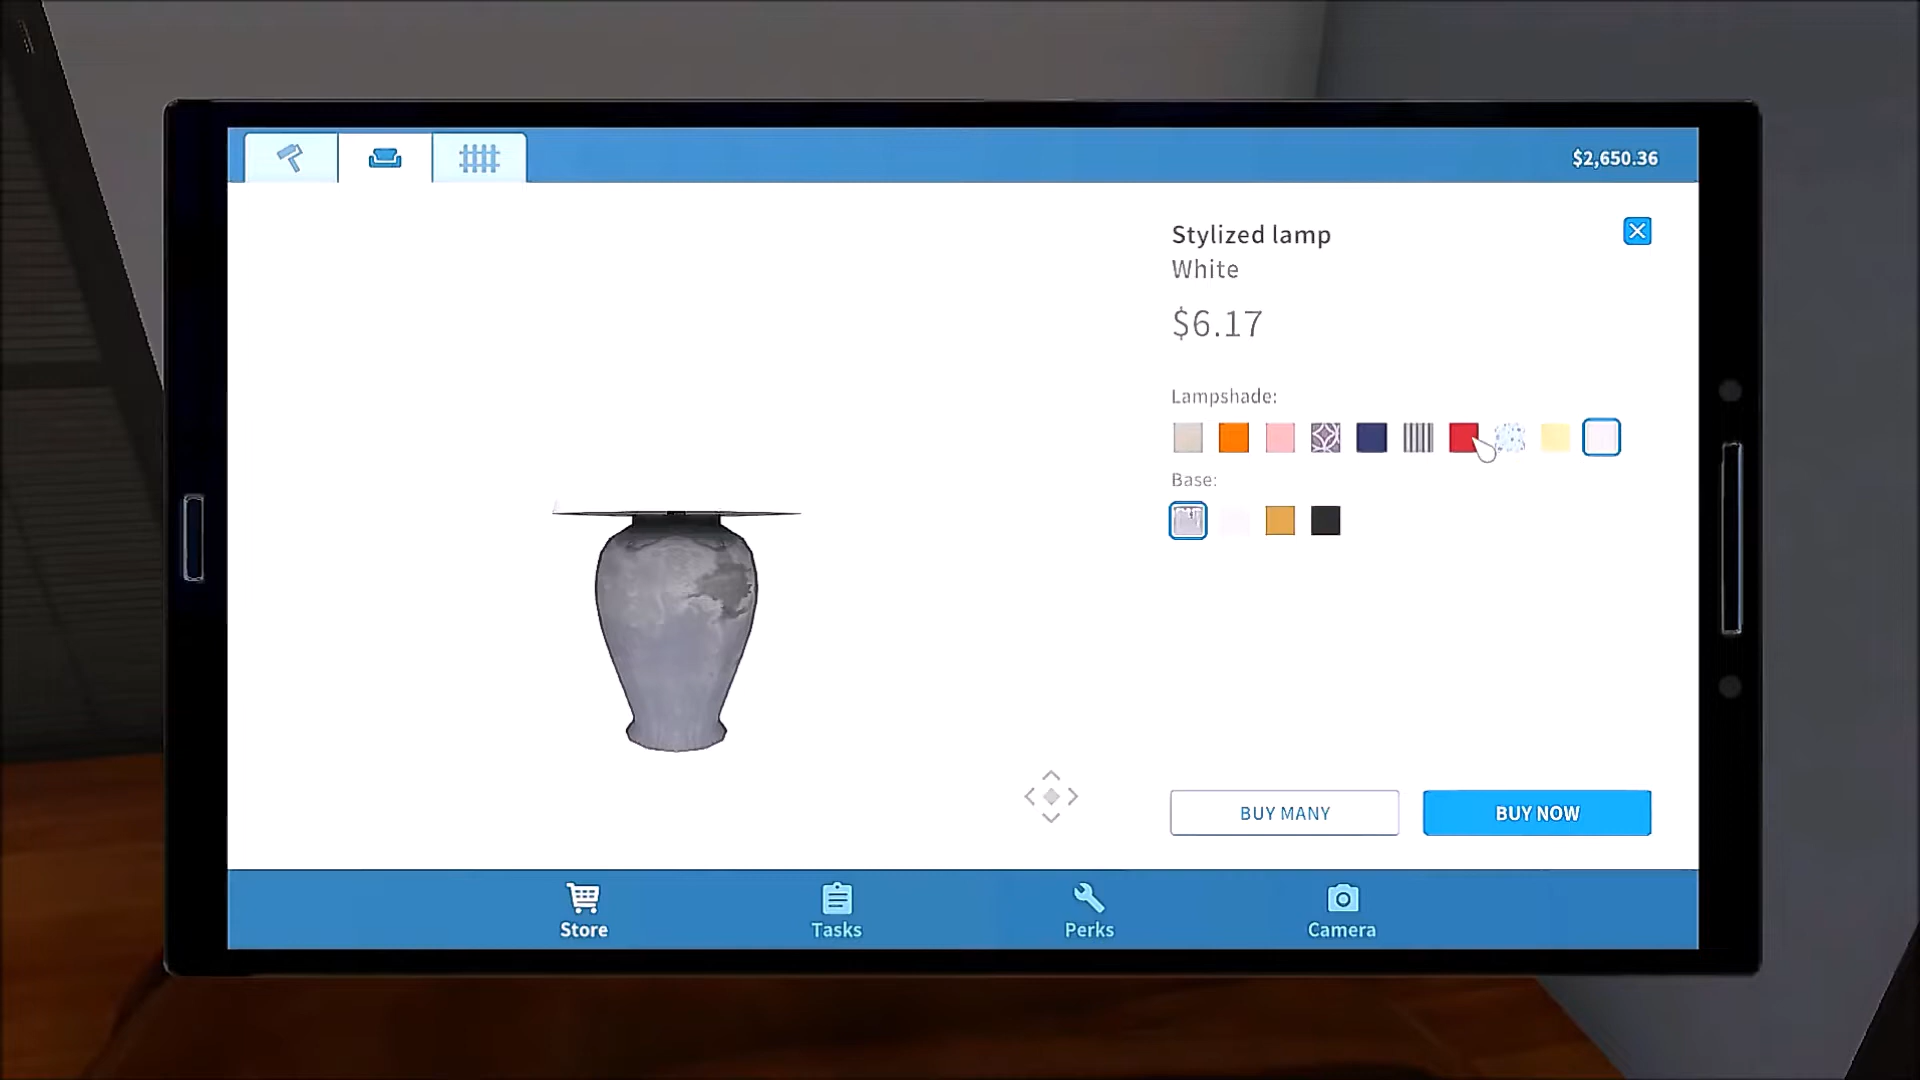 $2,650.36
Stylized lamp
White
$6.17
Lampshade:
Base:
BUY MANY
BUY NOW
Store
Tasks
Perks
Camera